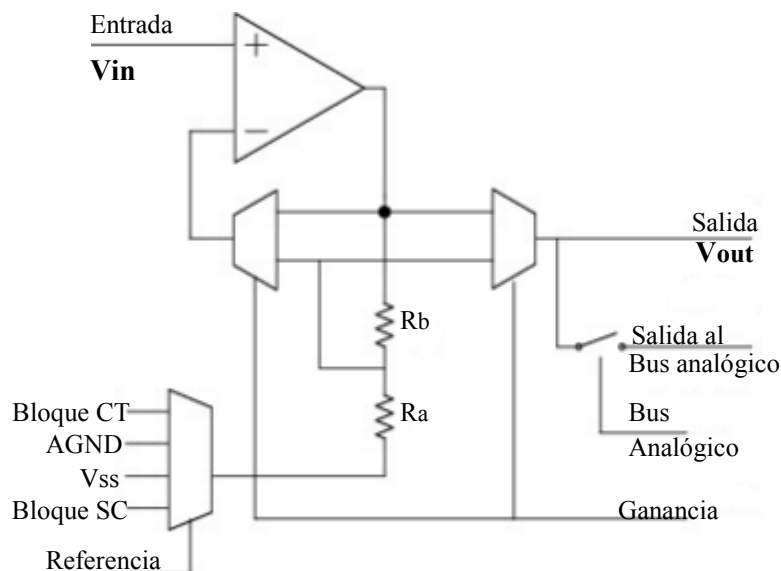 Entrada
Vin
+
−
Salida
Vout
Rb
Salida al
Bus analógico
Ra
Bus
Analógico
Bloque CT
AGND
Vss
Bloque SC
Ganancia
Referencia